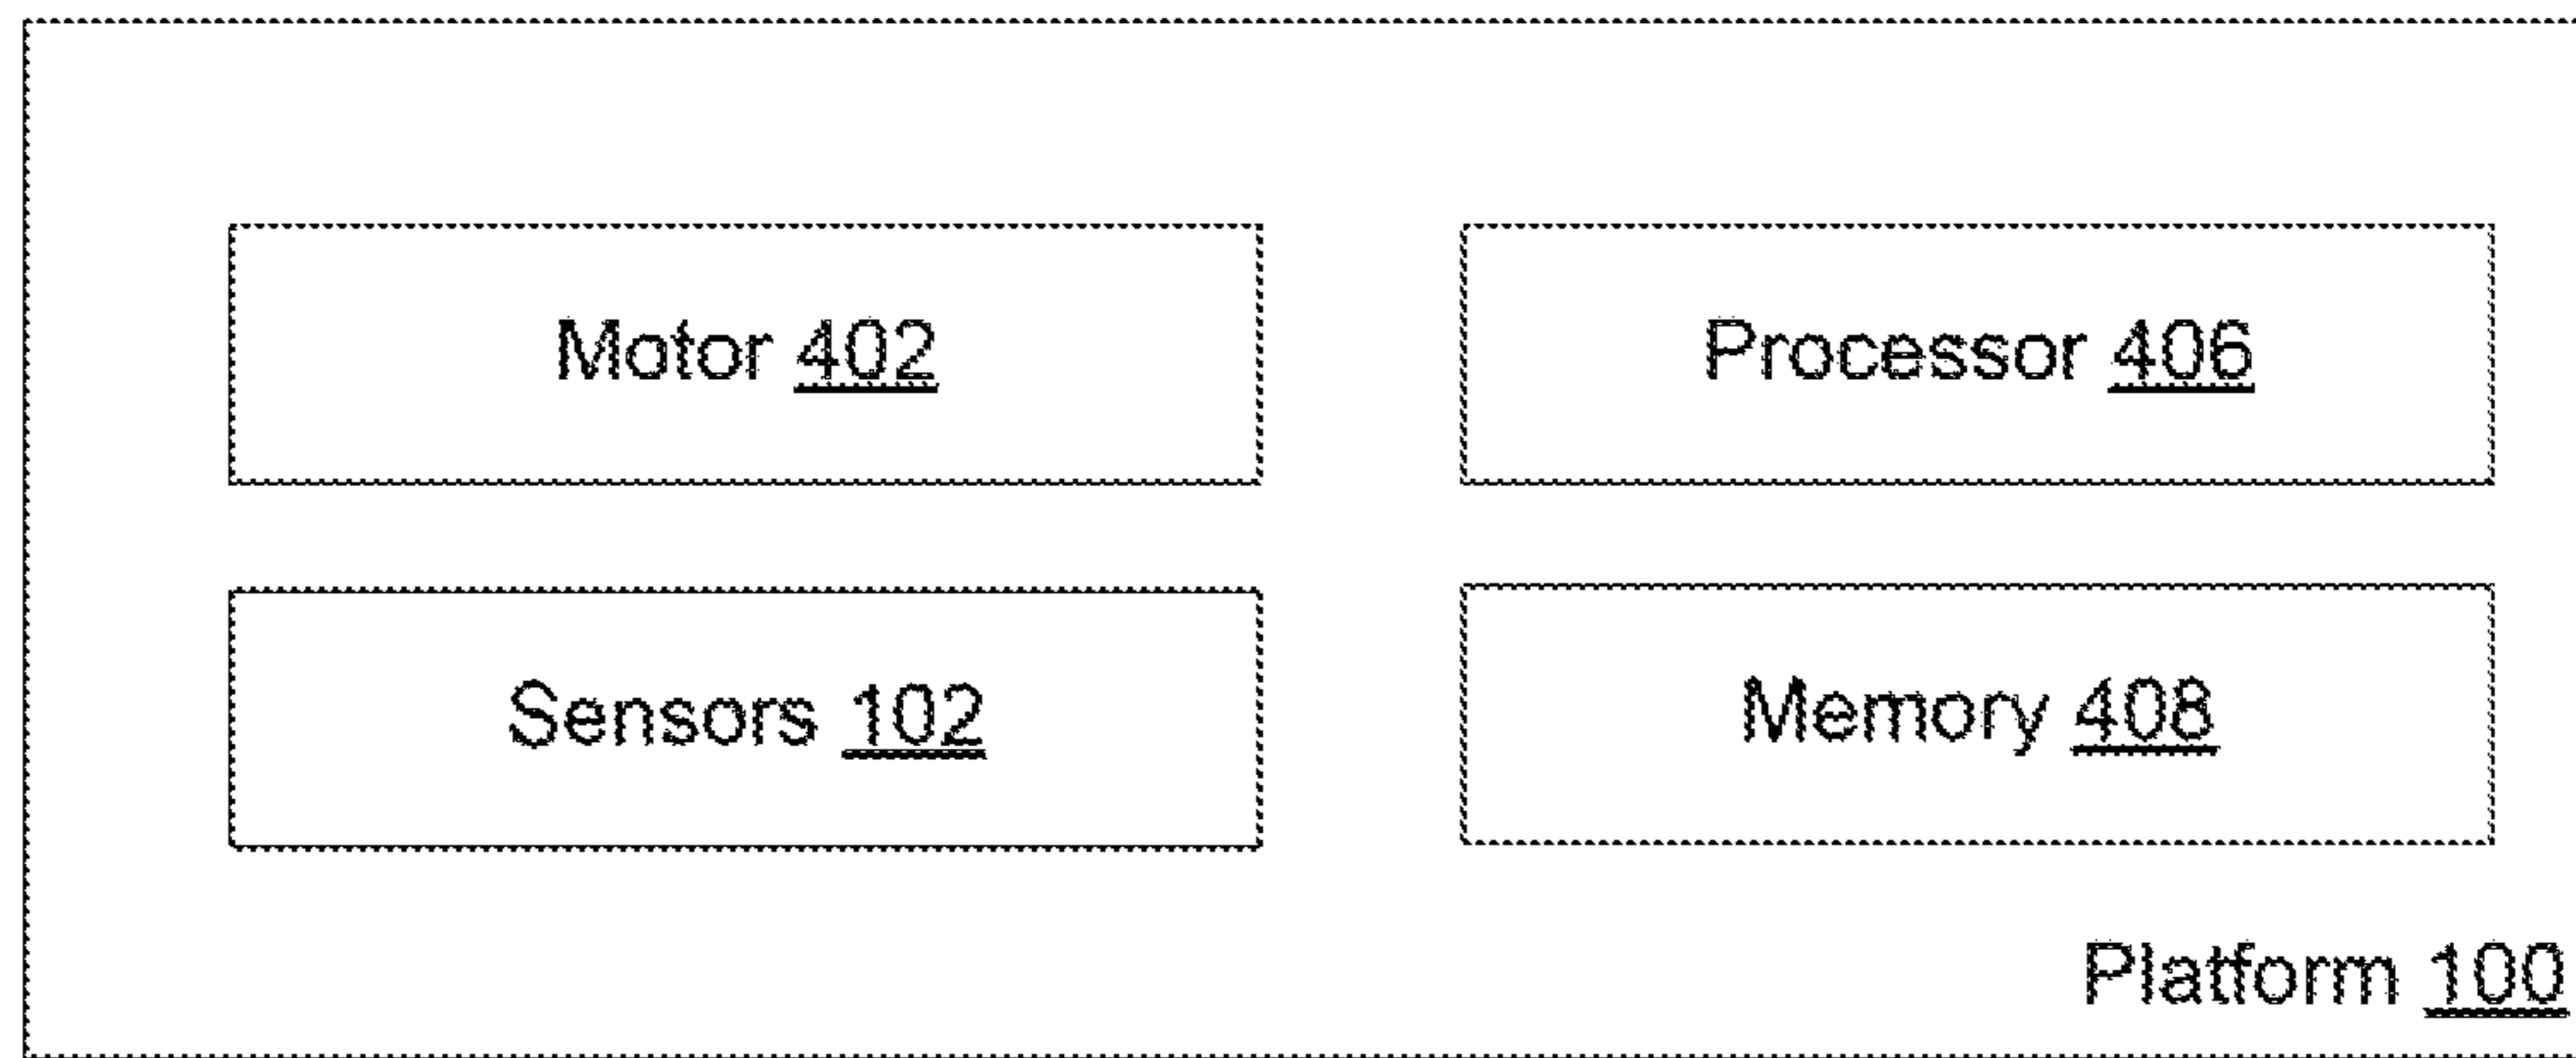 Motor 402
Processor 406
Sensors 102
Memory 408
Platform 100